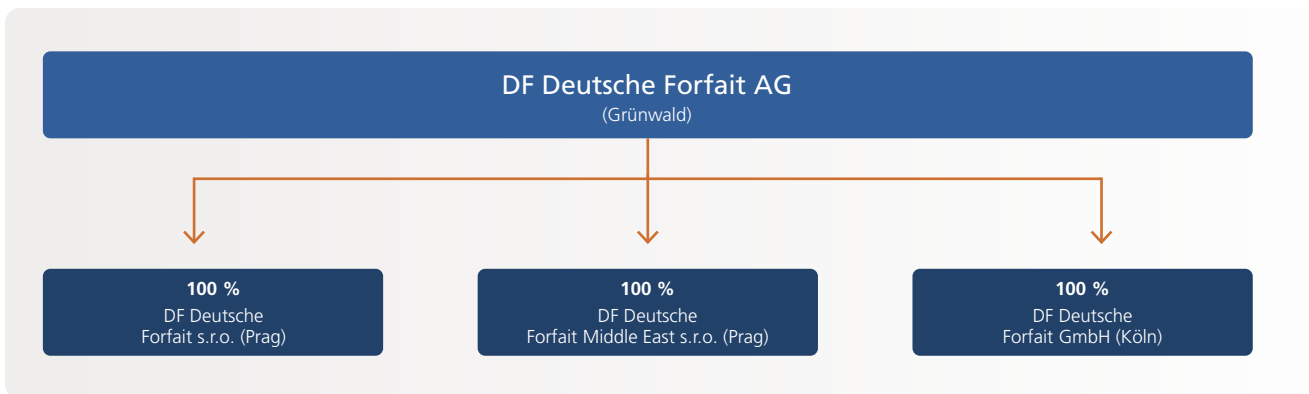 DF Deutsche Forfait AG
(Grünwald)
100 %
DF Deutsche
Forfait s.r.o. (Prag)
100 %
DF Deutsche
Forfait Middle East s.r.o. (Prag)
100 %
DF Deutsche
Forfait GmbH (Köln)